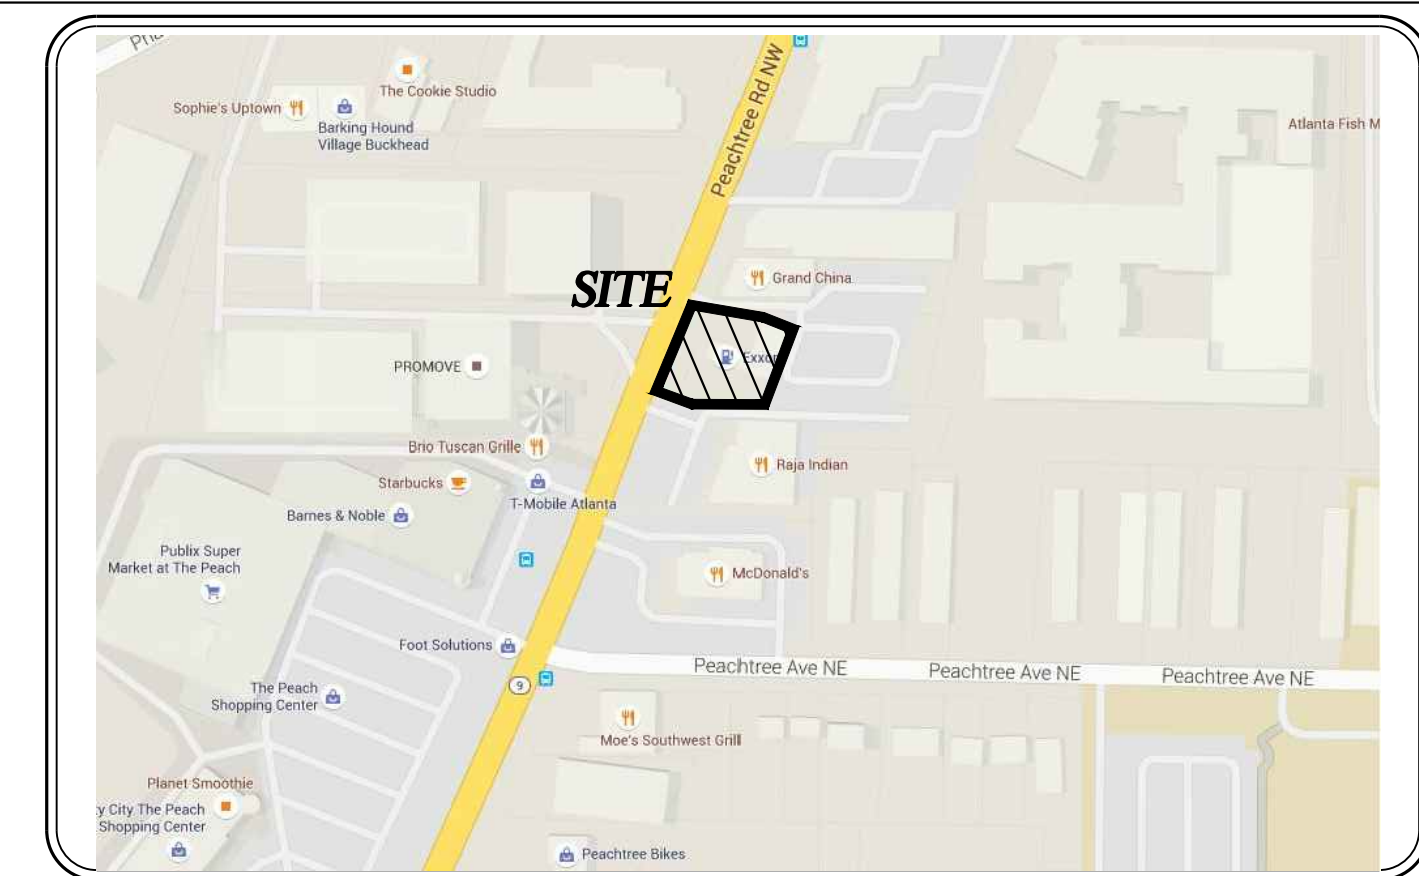 Peachtree Rd NW
The Cookie Studio
Sophie's Uptown
Barking Hound
Village Buckhead
Atlanta Fish M
SITE
Grand China
Exxon
PROMOVE
Brio Tuscan Grille
Raja Indian
Starbucks
T-Mobile Atlanta
Barnes & Noble
Publix Super
Market at The Peach
McDonald's
Foot Solutions
Peachtree Ave NE
Peachtree Ave NE
Peachtree Ave NE
9
The Peach
Shopping Center
Moe's Southwest Grill
Planet Smoothie
y City The Peach
Shopping Center
Peachtree Bikes